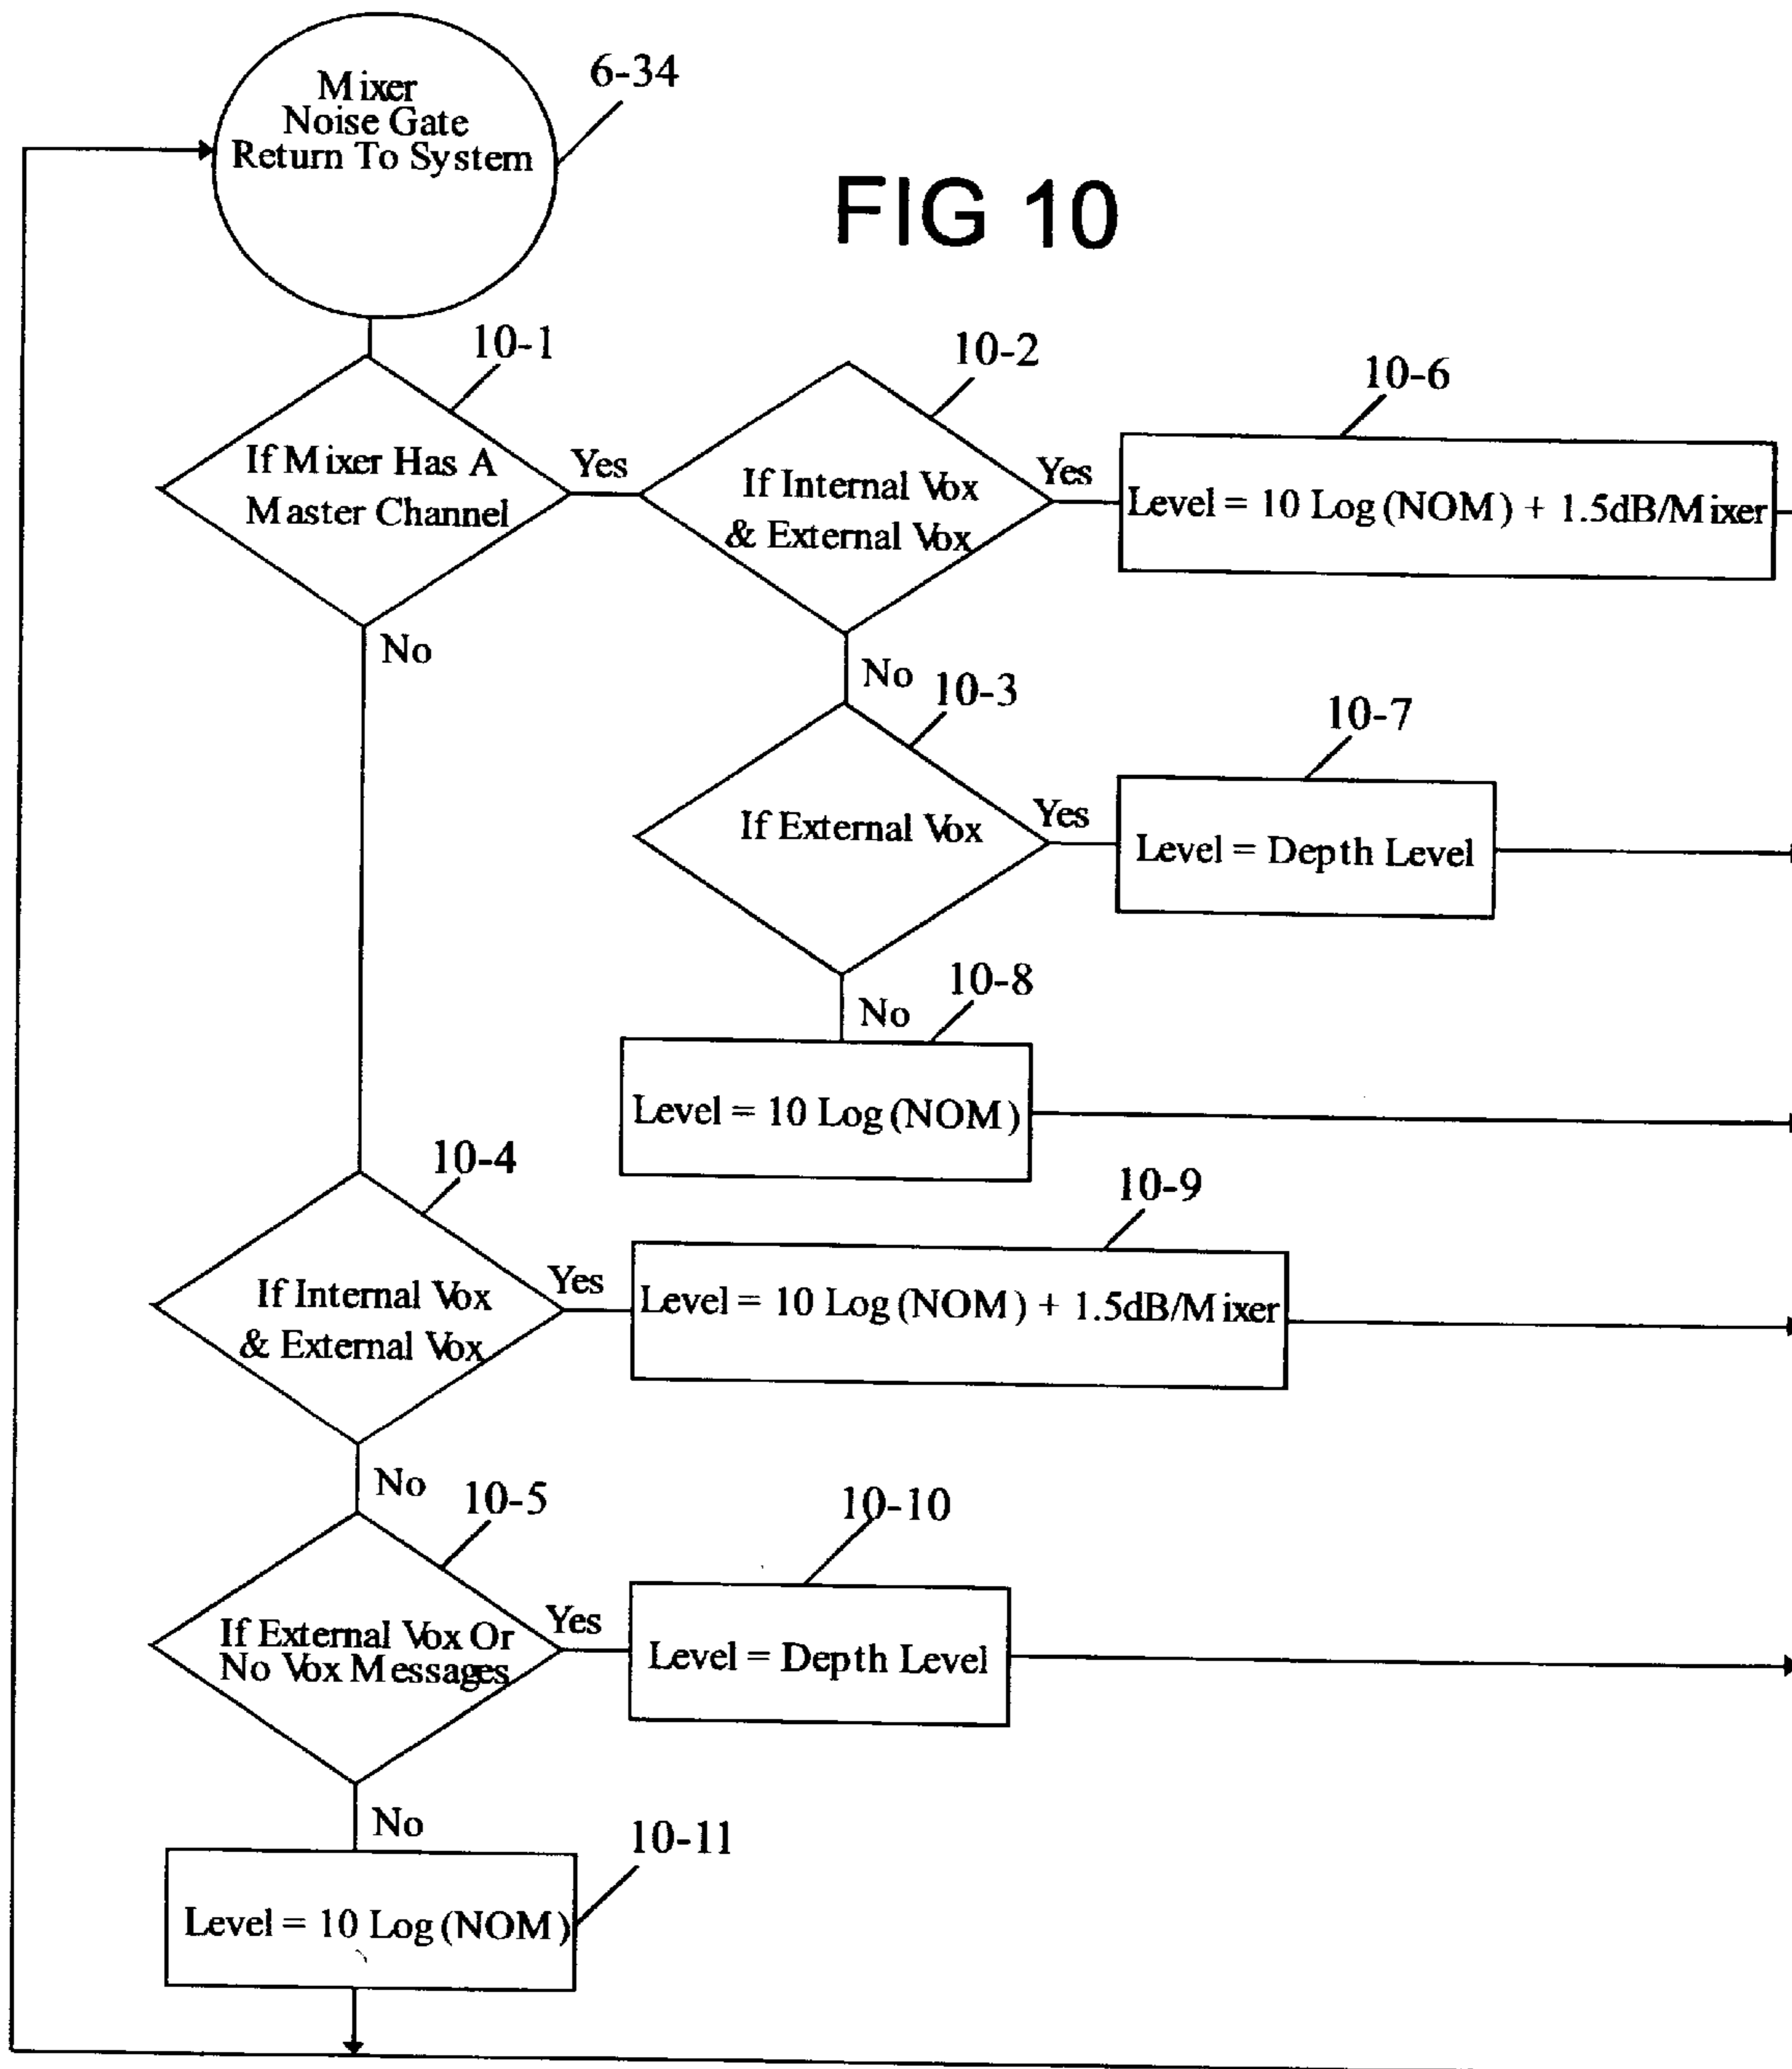 Mixer
Noise Gate
Return To System
6-34
FIG 10
10-1
If Mixer Has A
Master Channel
Yes
No
10-2
If Internal Vox
& External Vox
Yes
No
10-6
Level = 10 Log (NOM) + 1.5dB/Mixer
10-3
If External Vox
Yes
No
10-7
Level = Depth Level
10-8
Level = 10 Log (NOM)
10-4
If Internal Vox
& External Vox
Yes
No
10-9
Level = 10 Log (NOM) + 1.5dB/Mixer
10-5
If External Vox Or
No Vox Messages
Yes
No
10-10
Level = Depth Level
10-11
Level = 10 Log (NOM)